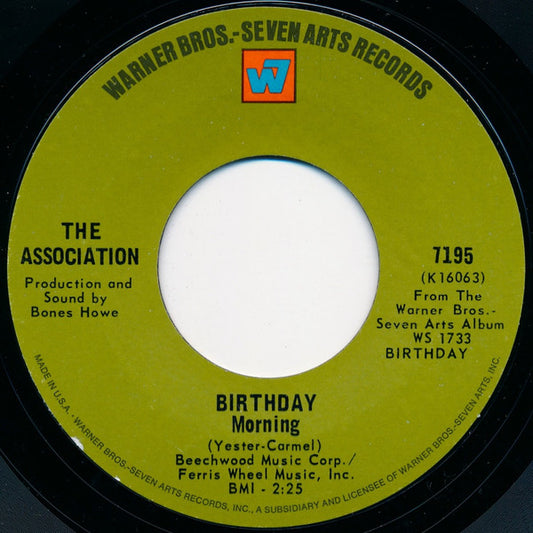 WARNER BROS.-SEVEN ARTS RECORDS
W7
THE
ASSOCIATION
Production and
Sound by
Bones Howe
7195
(K16063)
From The
Warner Bros.-
Seven Arts Album
WS 1733
BIRTHDAY
BIRTHDAY
Morning
(Yester-Carmel)
Beechwood Music Corp./
Ferris Wheel Music, Inc.
BMI - 2:25
MADE IN U.S.A. • WARNER BROS.-SEVEN ARTS RECORDS, INC., A SUBSIDIARY AND LICENSEE OF WARNER BROS.-SEVEN ARTS, INC.